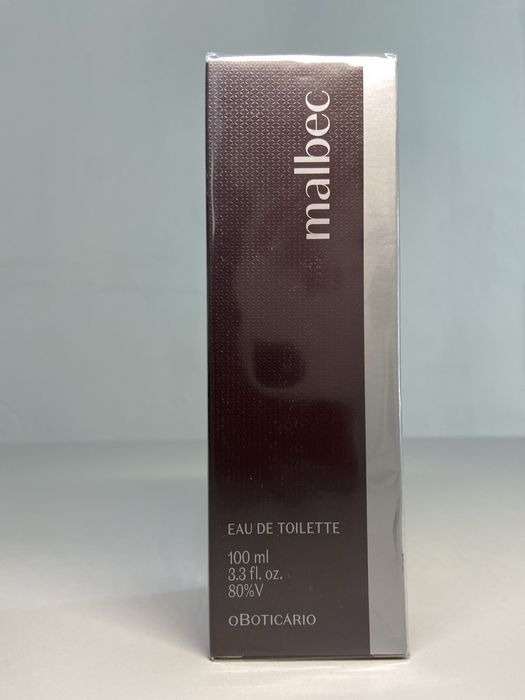 malbec
EAU DE TOILETTE
100 ml
3.3 fl. oz.
80%V
oBOTICÁRIO